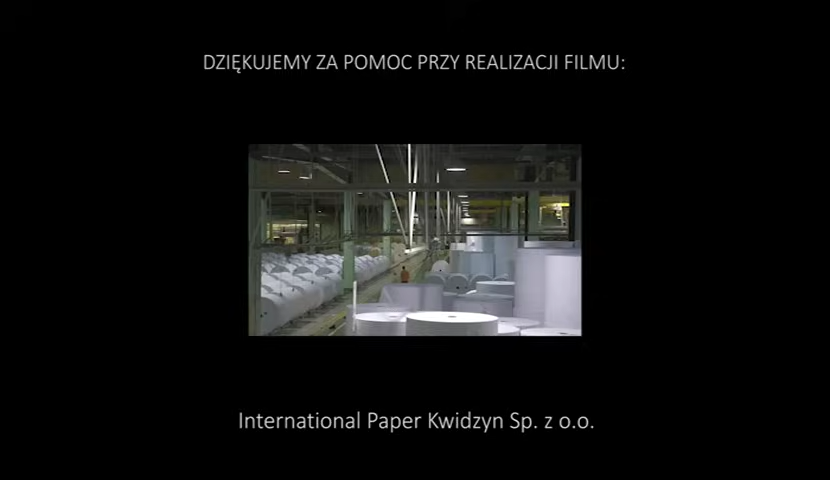 DZIĘKUJEMY ZA POMOC PRZY REALIZACJI FILMU:
International Paper Kwidzyn Sp. z o.o.